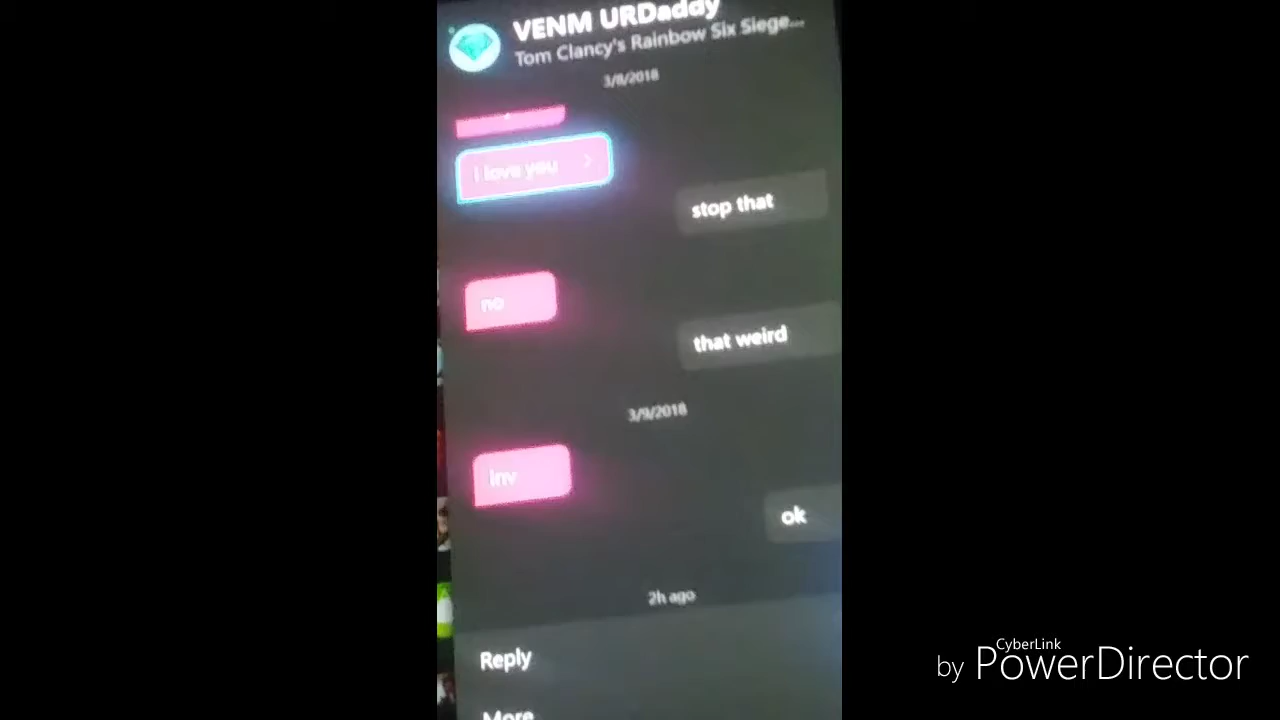 VENM URDaddy
Tom Clancy's Rainbow Six Siege...
3/8/2018
I love you
stop that
no
that weird
3/9/2018
inv
ok
2h ago
Reply
More
CyberLink
by PowerDirector